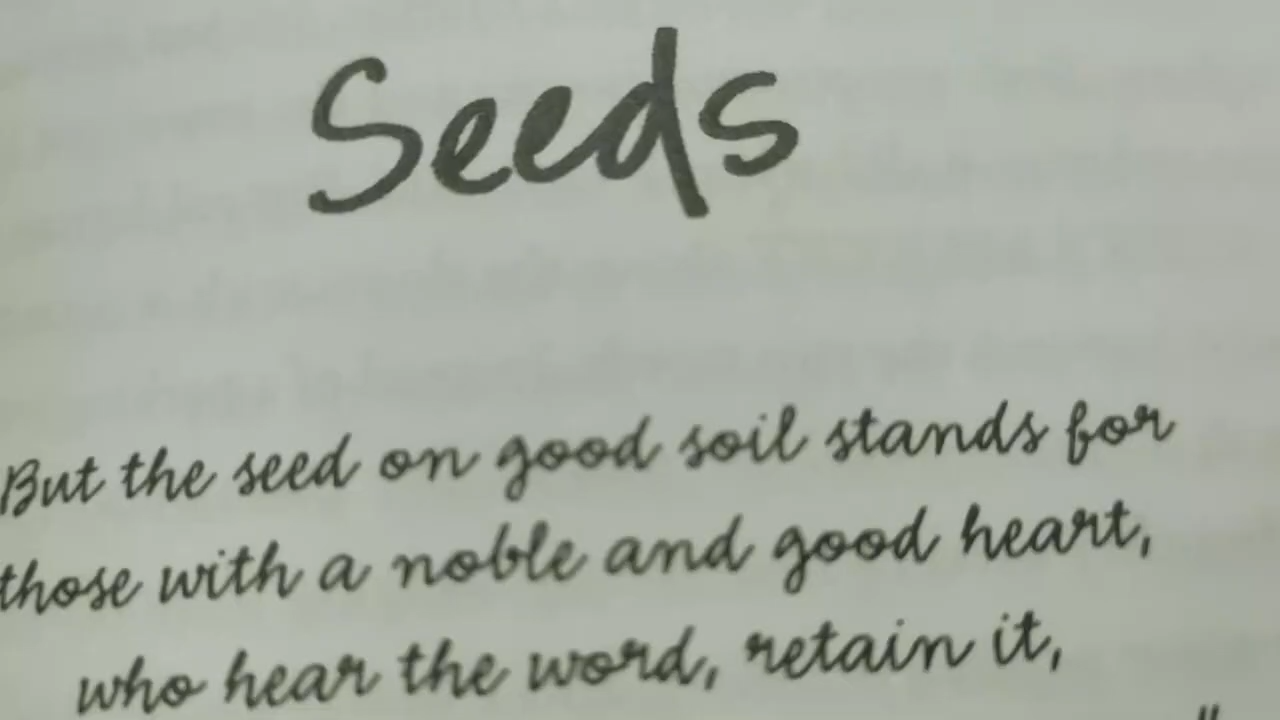 Seeds
But the seed on good soil stands for
those with a noble and good heart,
who hear the word, retain it,